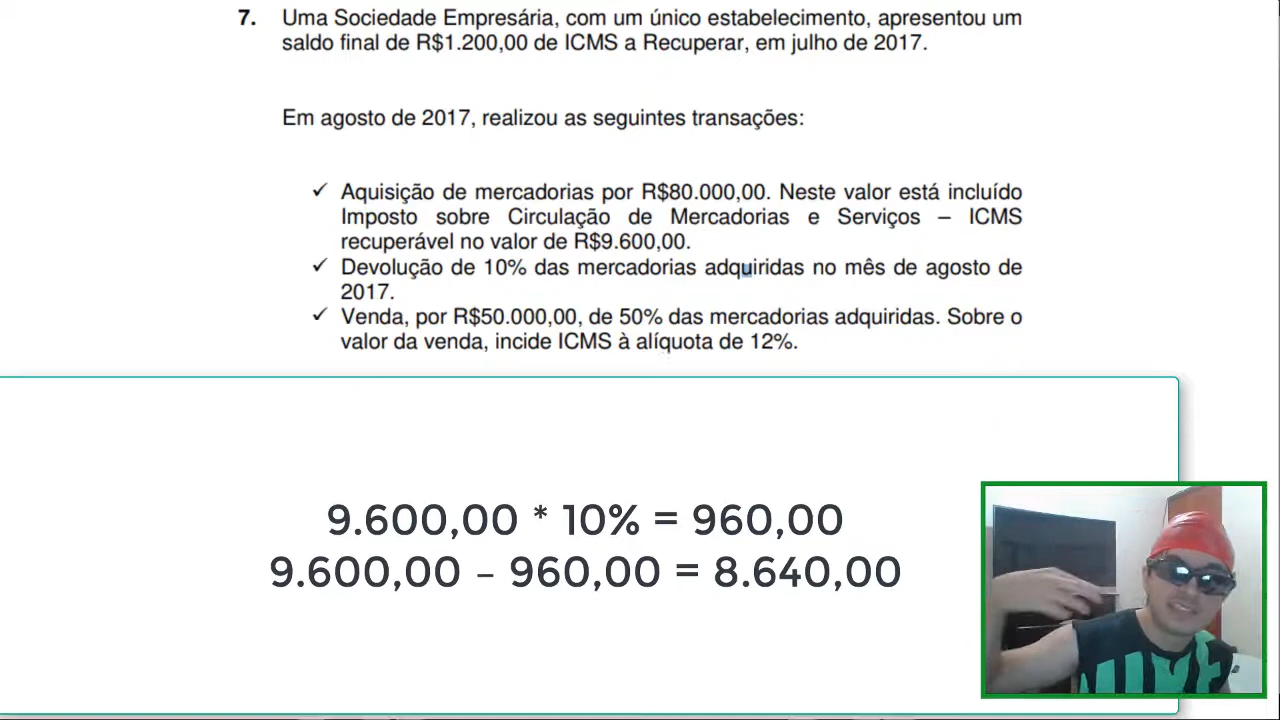 7. Uma Sociedade Empresária, com um único estabelecimento, apresentou um
saldo final de R$1.200,00 de ICMS a Recuperar, em julho de 2017.
Em agosto de 2017, realizou as seguintes transações:
✓ Aquisição de mercadorias por R$80.000,00. Neste valor está incluído
Imposto sobre Circulação de Mercadorias e Serviços – ICMS
recuperável no valor de R$9.600,00.
✓ Devolução de 10% das mercadorias adquiridas no mês de agosto de
2017.
✓ Venda, por R$50.000,00, de 50% das mercadorias adquiridas. Sobre o
valor da venda, incide ICMS à alíquota de 12%.
9.600,00 * 10% = 960,00
9.600,00 – 960,00 = 8.640,00